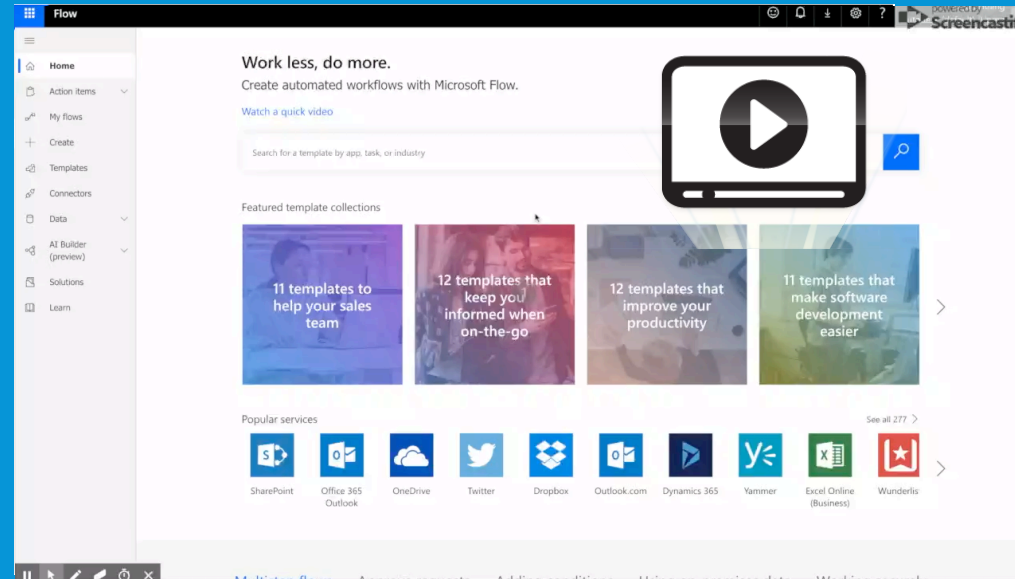 Flow
?
powered by
Screencasti
Home
Action items
My flows
Create
Templates
Connectors
Data
AI Builder
(preview)
Solutions
Learn
Work less, do more.
Create automated workflows with Microsoft Flow.
Watch a quick video
Search for a template by app, task, or industry
Featured template collections
11 templates to
help your sales
team
12 templates that
keep you
informed when
on-the-go
12 templates that
improve your
productivity
11 templates that
make software
development
easier
Popular services
See all 277
SharePoint
Office 365
Outlook
OneDrive
Twitter
Dropbox
Outlook.com
Dynamics 365
Yammer
Excel Online
(Business)
Wunderlis